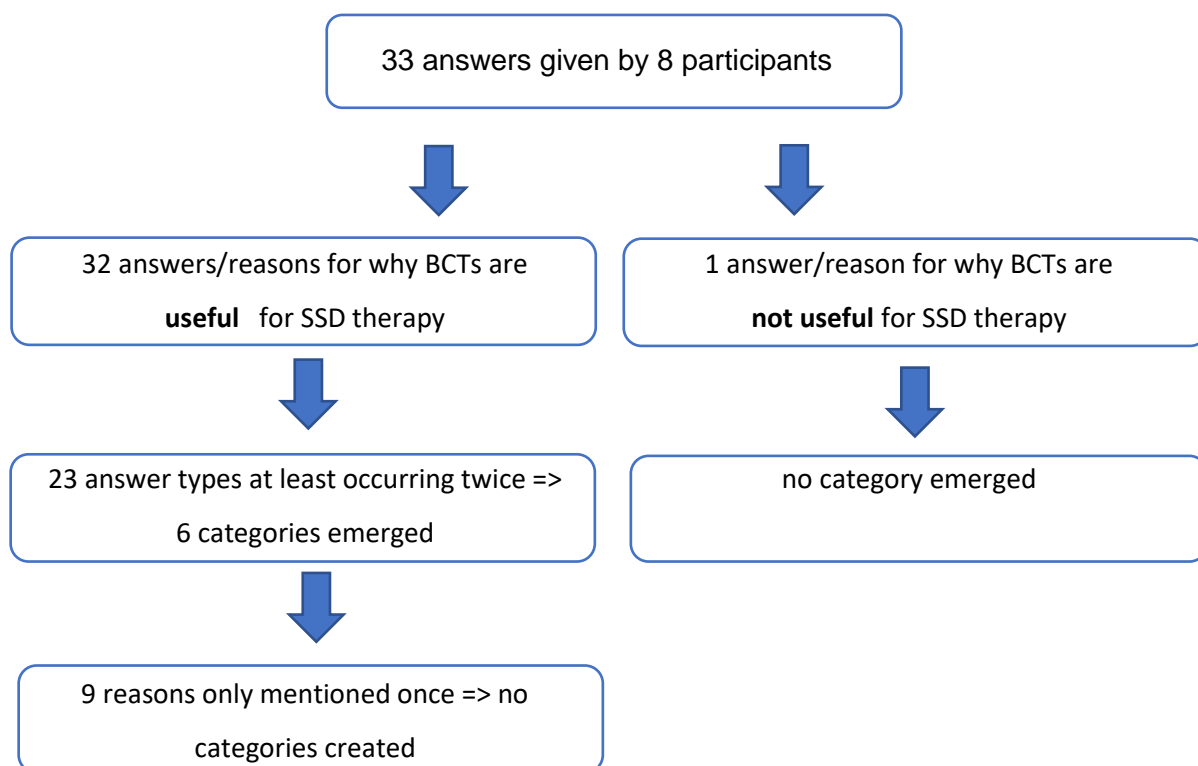 33 answers given by 8 participants
32 answers/reasons for why BCTs are
useful for SSD therapy
1 answer/reason for why BCTs are
not useful for SSD therapy
23 answer types at least occurring twice =>
6 categories emerged
no category emerged
9 reasons only mentioned once => no
categories created